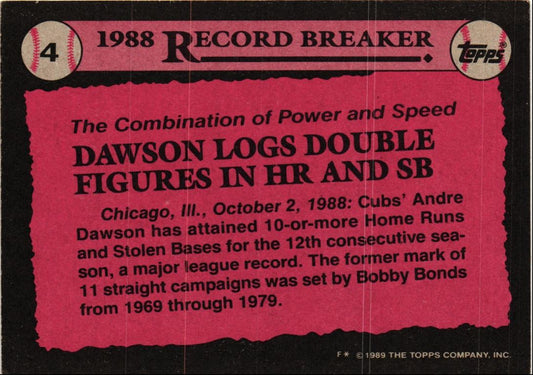 4
1988 RECORD BREAKER
topps®
The Combination of Power and Speed
DAWSON LOGS DOUBLE
FIGURES IN HR AND SB
Chicago, Ill., October 2, 1988: Cubs' Andre
Dawson has attained 10-or-more Home Runs
and Stolen Bases for the 12th consecutive sea-
son, a major league record. The former mark of
11 straight campaigns was set by Bobby Bonds
from 1969 through 1979.
F* © 1989 THE TOPPS COMPANY, INC.